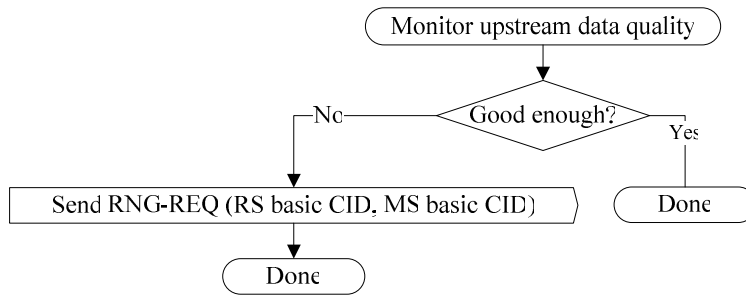 Monitor upstream data quality
Good enough?
No
Yes
Send RNG-REQ (RS basic CID, MS basic CID)
Done
Done